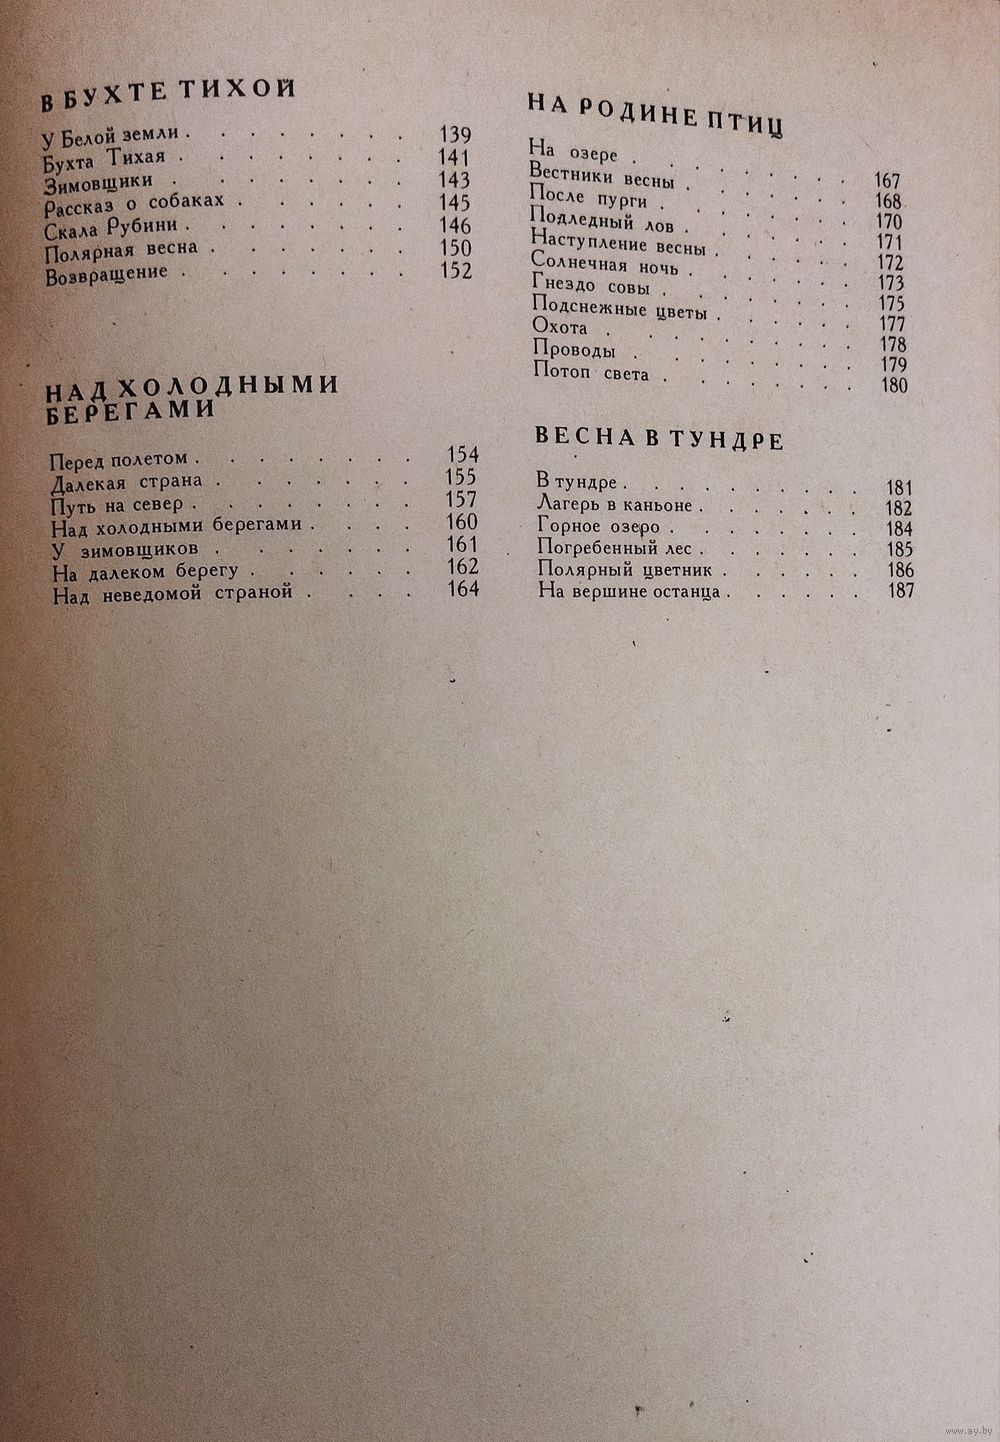 В БУХТЕ ТИХОЙ
У Белой земли . . . . . . . 139
Бухта Тихая . . . . . . . 141
Зимовщики . . . . . . . 143
Рассказ о собаках . . . . . . 145
Скала Рубини . . . . . . . 146
Полярная весна . . . . . . 150
Возвращение . . . . . . . 152
НАД ХОЛОДНЫМИ
БЕРЕГАМИ
Перед полетом . . . . . . . 154
Далекая страна . . . . . . 155
Путь на север . . . . . . . 157
Над холодными берегами . . . . 160
У зимовщиков . . . . . . 161
На далеком берегу . . . . . . 162
Над неведомой страной . . . . 164
НА РОДИНЕ ПТИЦ
На озере . . . . . . . 167
Вестники весны . . . . . . 168
После пурги . . . . . . . 170
Подледный лов . . . . . . 171
Наступление весны . . . . . 172
Солнечная ночь . . . . . . 173
Гнездо совы . . . . . . . 175
Подснежные цветы . . . . . 177
Охота . . . . . . . 178
Проводы . . . . . . . 179
Потоп света . . . . . . 180
ВЕСНА В ТУНДРЕ
В тундре . . . . . . . . 181
Лагерь в каньоне . . . . . . 182
Горное озеро . . . . . . . 184
Погребенный лес . . . . . . 185
Полярный цветник . . . . . . 186
На вершине останца . . . . . 187
www.ay.by